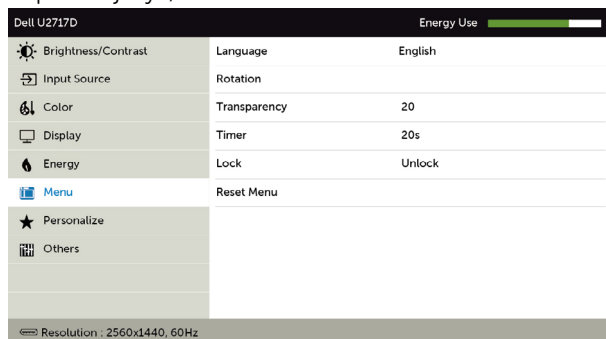 Dell U2717D Energy Use
Brightness/Contrast Language English
Input Source Rotation
Color Transparency 20
Display Timer 20s
Energy Lock Unlock
Menu Reset Menu
Personalize
Others
Resolution : 2560x1440, 60Hz